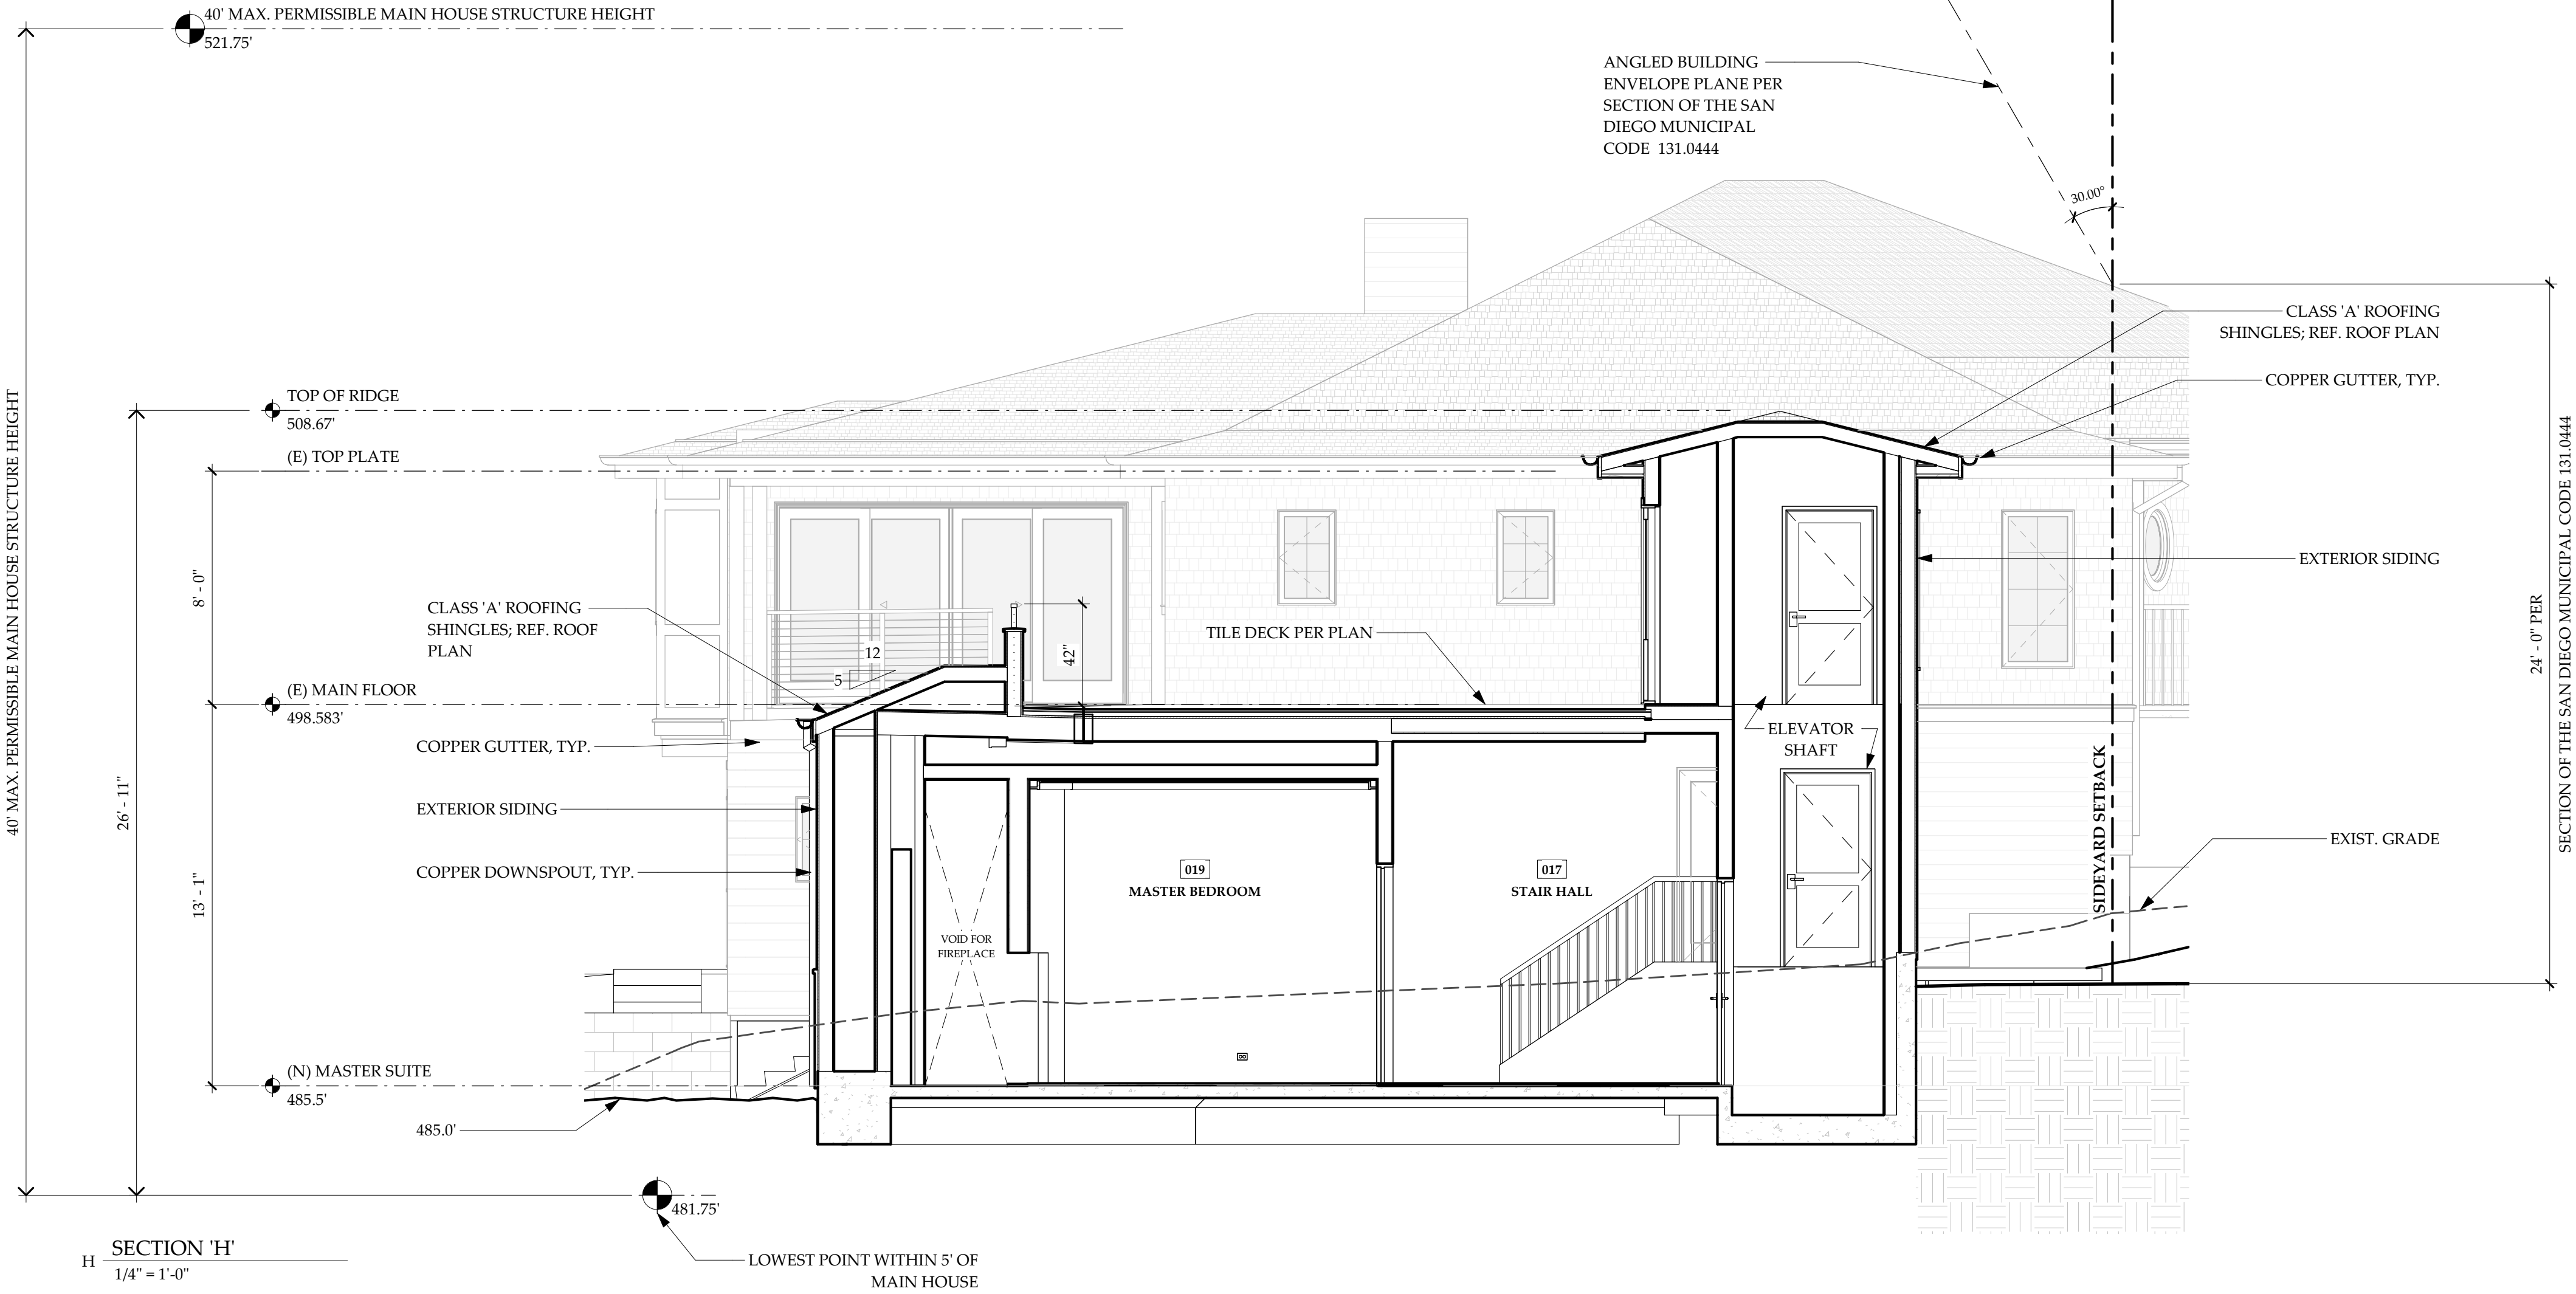 40' MAX. PERMISSIBLE MAIN HOUSE STRUCTURE HEIGHT
521.75'
ANGLED BUILDING
ENVELOPE PLANE PER
SECTION OF THE SAN
DIEGO MUNICIPAL
CODE 131.0444
30.00°
CLASS 'A' ROOFING
SHINGLES; REF. ROOF PLAN
COPPER GUTTER, TYP.
TOP OF RIDGE
508.67'
(E) TOP PLATE
40' MAX. PERMISSIBLE MAIN HOUSE STRUCTURE HEIGHT
26' - 11"
8' - 0"
13' - 1"
EXTERIOR SIDING
24' - 0" PER
SECTION OF THE SAN DIEGO MUNICIPAL CODE 131.0444
CLASS 'A' ROOFING
SHINGLES; REF. ROOF
PLAN
12
5
42"
TILE DECK PER PLAN
(E) MAIN FLOOR
498.583'
ELEVATOR
SHAFT
COPPER GUTTER, TYP.
EXTERIOR SIDING
COPPER DOWNSPOUT, TYP.
SIDEYARD SETBACK
EXIST. GRADE
019
MASTER BEDROOM
017
STAIR HALL
VOID FOR
FIREPLACE
(N) MASTER SUITE
485.5'
485.0'
481.75'
LOWEST POINT WITHIN 5' OF
MAIN HOUSE
H SECTION 'H'
1/4" = 1'-0"